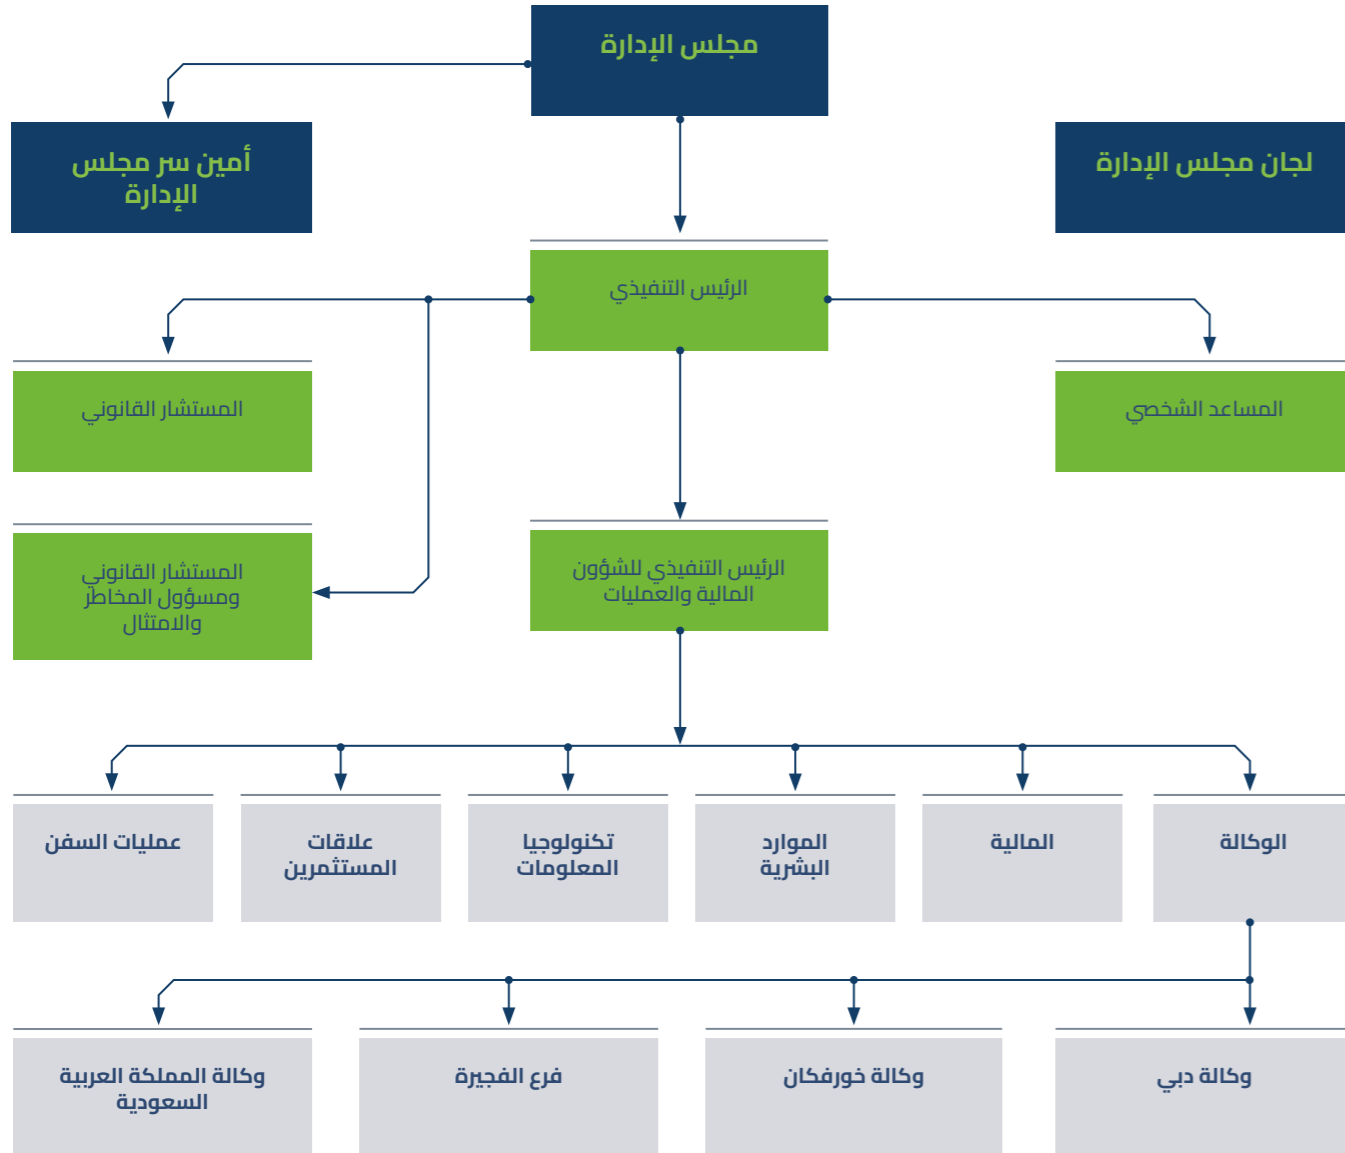 مجلس الإدارة
لجان مجلس الإدارة
أمين سر مجلس
الإدارة
الرئيس التنفيذي
المساعد الشخصي
المستشار القانوني
الرئيس التنفيذي للشؤون
المالية والعمليات
المستشار القانوني
ومسؤول المخاطر
والامتثال
الوكالة
المالية
الموارد
البشرية
تكنولوجيا
المعلومات
علاقات
المستثمرين
عمليات السفن
وكالة دبي
وكالة خورفكان
فرع الفجيرة
وكالة المملكة العربية
السعودية